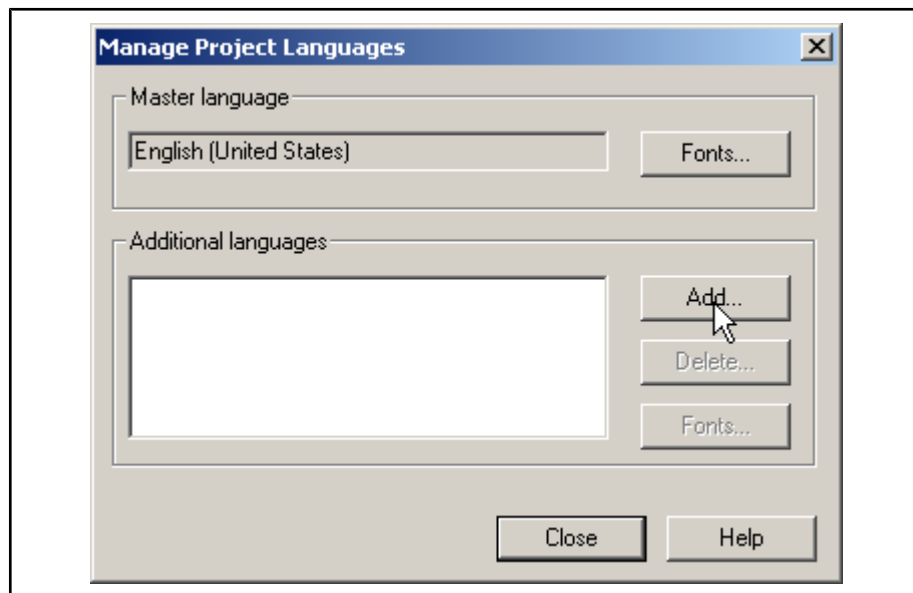 Manage Project Languages
Master language
English (United States)
Fonts...
Additional languages
Add...
Delete...
Fonts...
Close
Help